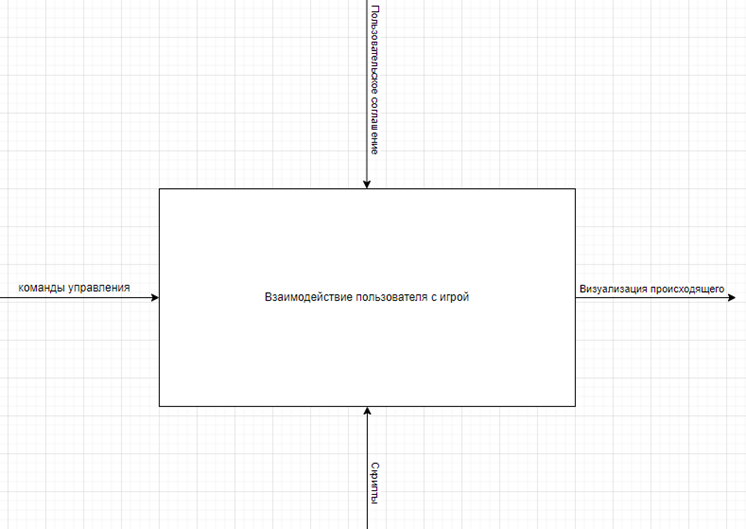 Пользовательское соглашение
команды управления
Взаимодействие пользователя с игрой
Визуализация происходящего
Скрипты